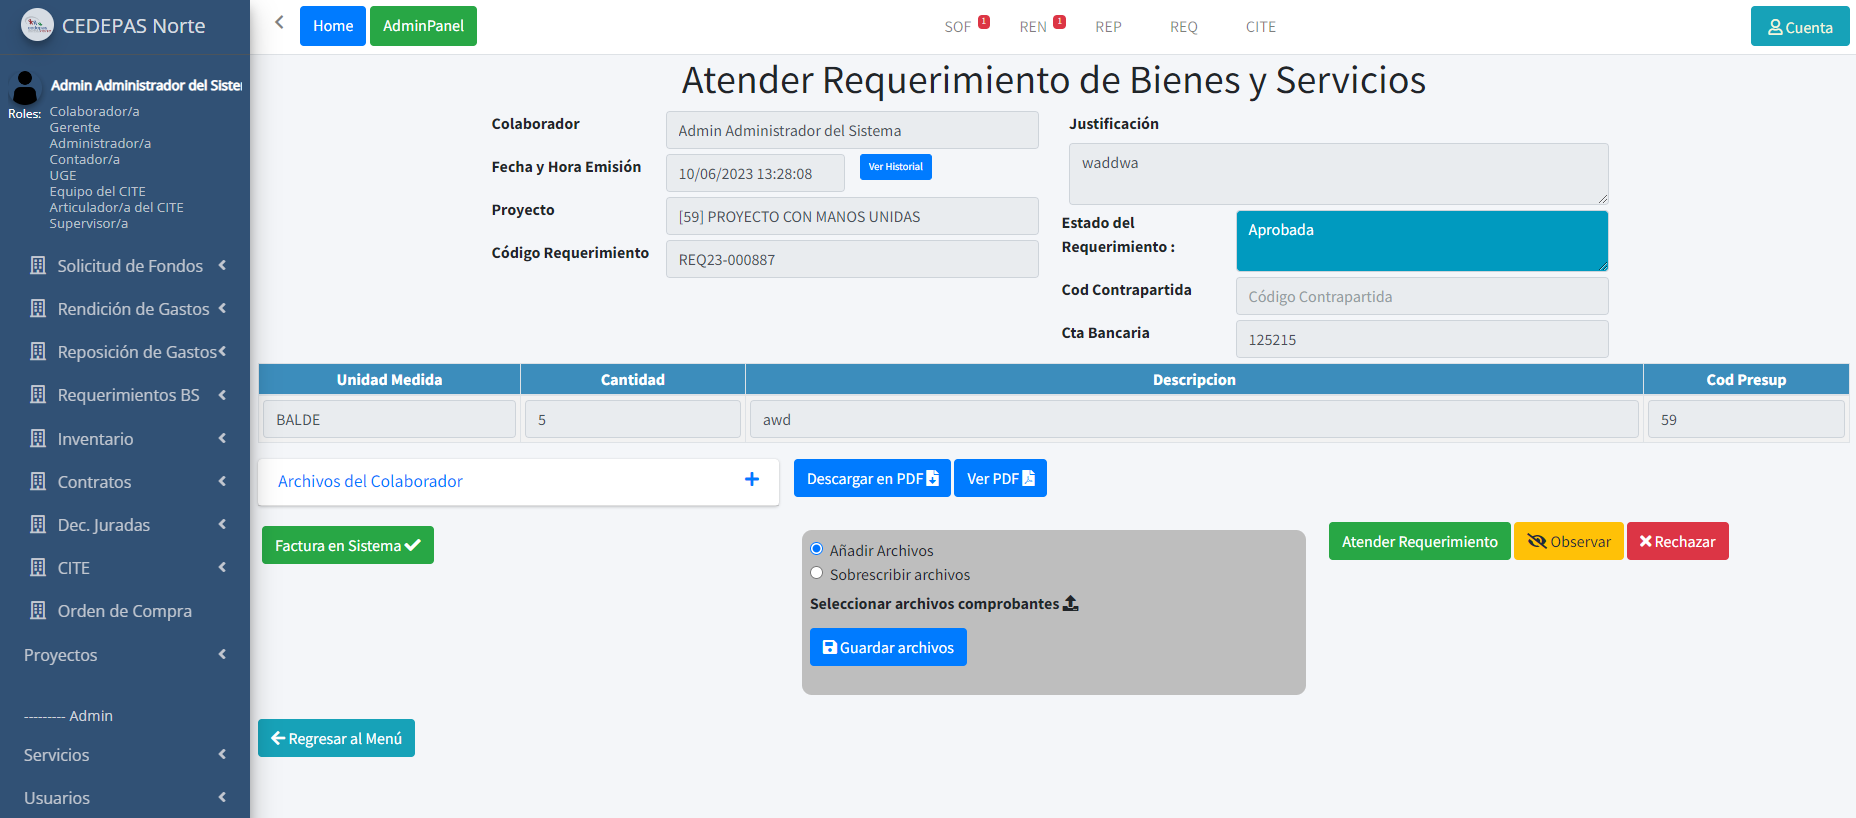 CEDEPAS Norte
Home
AdminPanel
SOF 1
REN 1
REP
REQ
CITE
Cuenta
Admin Administrador del Siste
Roles:
Colaborador/a
Gerente
Administrador/a
Contador/a
UGE
Equipo del CITE
Articulador/a del CITE
Supervisor/a
Solicitud de Fondos
Rendición de Gastos
Reposición de Gastos
Requerimientos BS
Inventario
Contratos
Dec. Juradas
CITE
Orden de Compra
Proyectos
--------- Admin
Servicios
Usuarios
Atender Requerimiento de Bienes y Servicios
Colaborador
Admin Administrador del Sistema
Fecha y Hora Emisión
10/06/2023 13:28:08
Ver Historial
Proyecto
[59] PROYECTO CON MANOS UNIDAS
Código Requerimiento
REQ23-000887
Justificación
waddwa
Estado del
Requerimiento :
Aprobada
Cod Contrapartida
Código Contrapartida
Cta Bancaria
125215
Unidad Medida Cantidad Descripcion Cod Presup
BALDE 5 awd 59
Archivos del Colaborador
Descargar en PDF
Ver PDF
Factura en Sistema
Añadir Archivos
Sobrescribir archivos
Seleccionar archivos comprobantes
Guardar archivos
Atender Requerimiento
Observar
Rechazar
Regresar al Menú